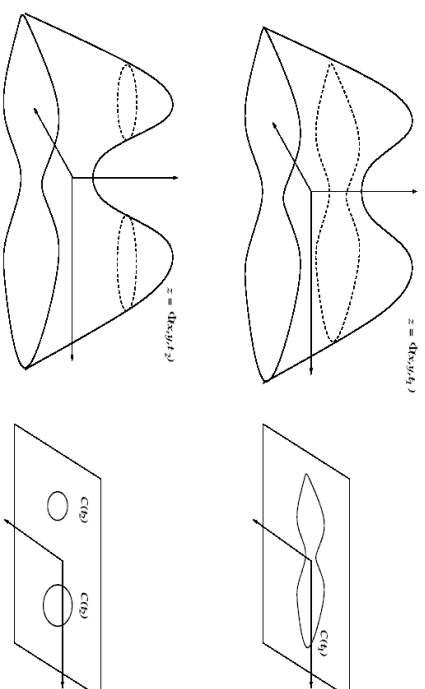 z = Φ(x,y,t₁)
C(t₁)
z = Φ(x,y,t₂)
C(t₂)
C(t₂)